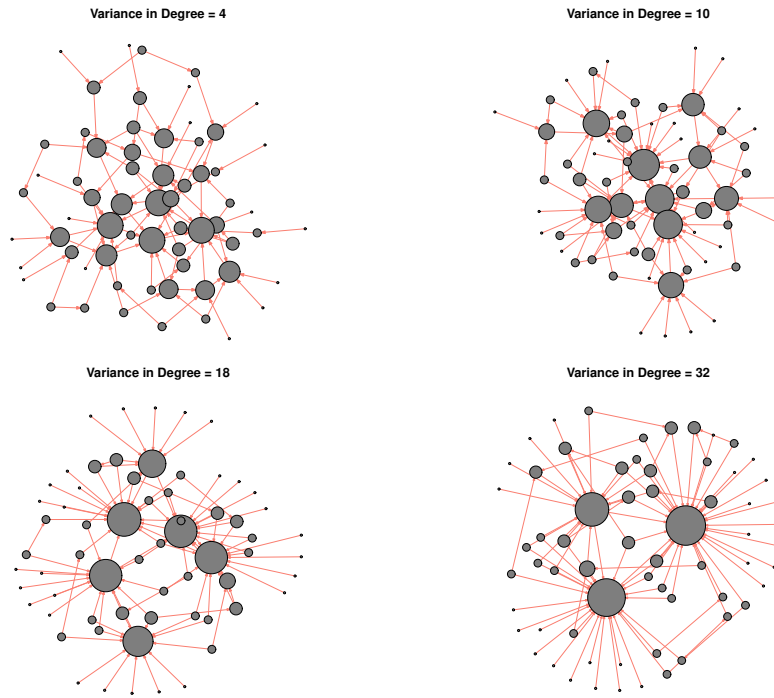 Variance in Degree = 4
Variance in Degree = 10
Variance in Degree = 18
Variance in Degree = 32